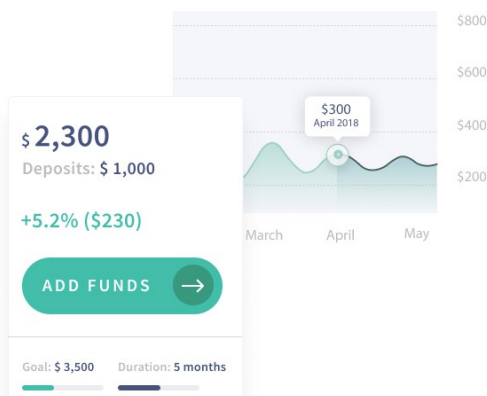 $800
$600
$400
$200
$300
April 2018
March April May
$ 2,300
Deposits: $ 1,000
+5.2% ($230)
ADD FUNDS
Goal: $ 3,500 Duration: 5 months